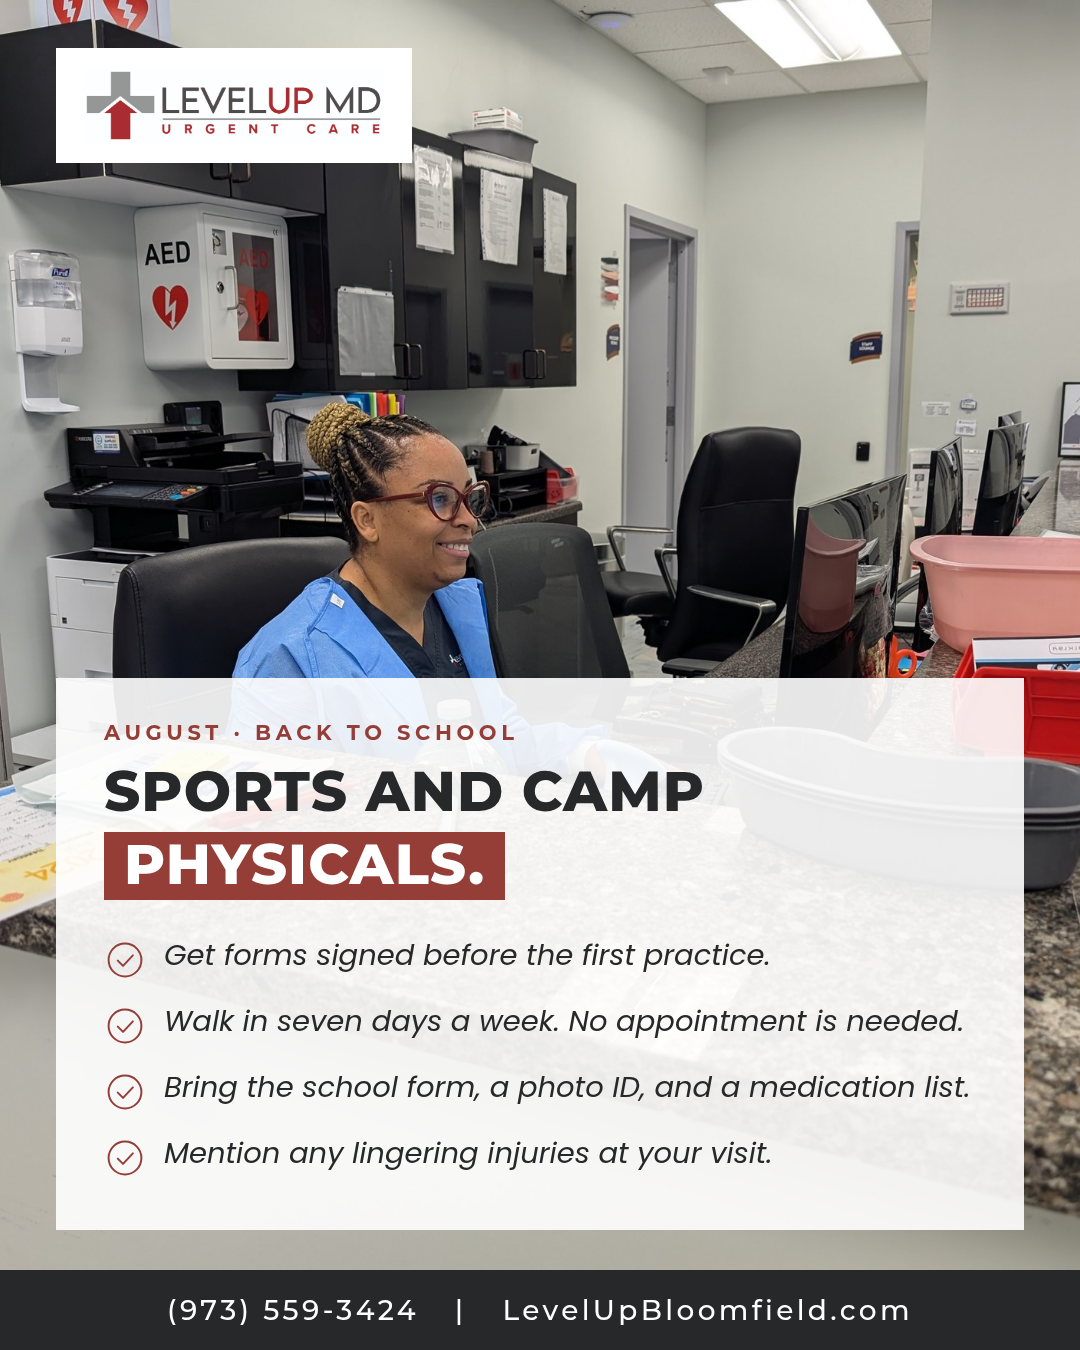 LEVELUP MD
URGENT CARE
AED
AED
Purell
AUGUST · BACK TO SCHOOL
SPORTS AND CAMP
PHYSICALS.
Get forms signed before the first practice.
Walk in seven days a week. No appointment is needed.
Bring the school form, a photo ID, and a medication list.
Mention any lingering injuries at your visit.
(973) 559-3424 | LevelUpBloomfield.com